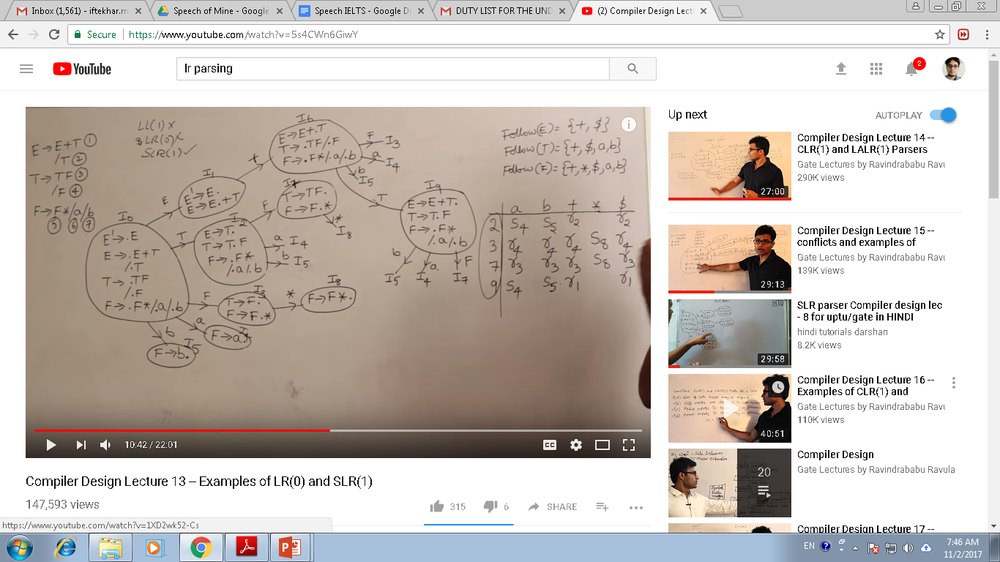 Inbox (1,561) - iftekhar.m
Speech of Mine - Google
Speech IELTS - Google D
DUTY LIST FOR THE UND
(2) Compiler Design Lect
Secure https://www.youtube.com/watch?v=5s4CWn6GiwY
YouTube
lr parsing
2
LL(1) X
LR(0) X
SLR(1) ✓
E→E+T ①
/T ②
T→TF ③
/F ④
F→F*/a/b
⑤ ⑥ ⑦
I0
E'→.E
E→.E+T
/.T
T→.TF
/.F
F→.F*/.a/.b
E
I1
E'→E.
E→E.+T
+
I6
E→E+.T
T→.TF/.F
F→.F*/.a/.b
F I3
a I4
b
I5
T
T
I2
E→T.
T→T.F
F→.F*
/.a/.b
a I4
b I5
F
T→TF.
F→F.*
*
I8
I9
E→E+T.
T→T.F
F→.F*
/.a/.b
b a F
I5 I4 I7
F
I3
T→F.
F→F.*
*
I8
F→F*.
a
F→a.
b
I5
F→b.
Follow(E)= {+, $}
Follow(T)={+,$,a,b}
Follow(F)={+,*,$,a,b}
a b + * $
2 S4 S5 r2 r2
3 r4 r4 r4 S8 r4
7 r3 r3 r3 S8 r3
9 S4 S5 r1 r1
10:42 / 22:01
CC
Compiler Design Lecture 13 -- Examples of LR(0) and SLR(1)
147,593 views
315
6
SHARE
https://www.youtube.com/watch?v=1XD2wk52-Cs
Up next
AUTOPLAY
27:00
Compiler Design Lecture 14 --
CLR(1) and LALR(1) Parsers
Gate Lectures by Ravindrababu Ravu
290K views
29:13
Compiler Design Lecture 15 --
conflicts and examples of
Gate Lectures by Ravindrababu Ravu
139K views
29:58
SLR parser Compiler design lec
- 8 for uptu/gate in HINDI
hindi tutorials darshan
8.2K views
40:51
Compiler Design Lecture 16 --
Examples of CLR(1) and
Gate Lectures by Ravindrababu Ravu
110K views
20
Compiler Design
Gate Lectures by Ravindrababu Ravula
Compiler Design Lecture 17 --
EN
7:46 AM
11/2/2017